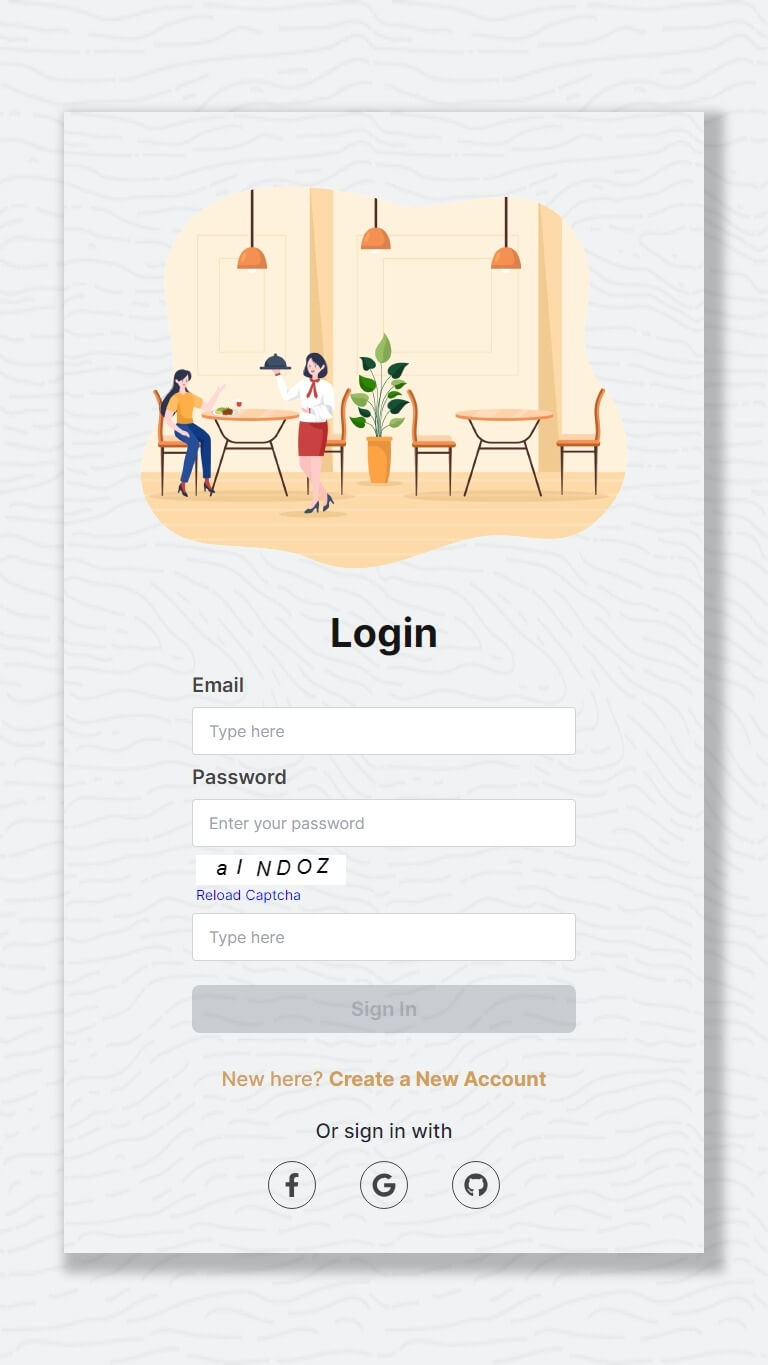 Login
Email
Type here
Password
Enter your password
a I N D O Z
Reload Captcha
Type here
Sign In
New here? Create a New Account
Or sign in with